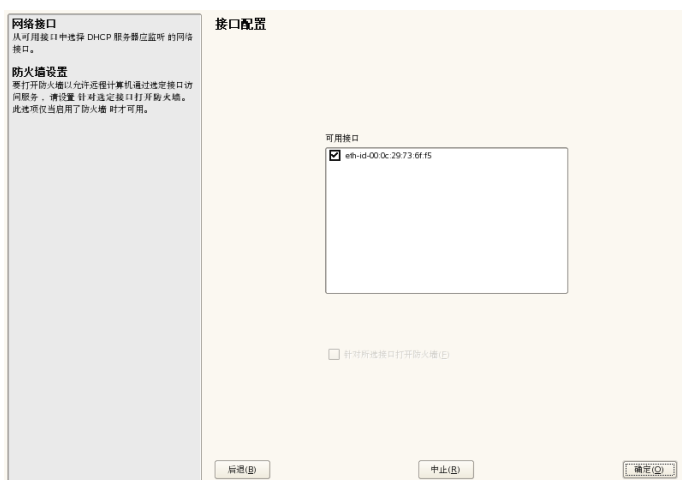 网络接口
从可用接口中选择 DHCP 服务器应监听 的网络
接口。
防火墙设置
要打开防火墙以允许远程计算机通过选定接口访
问服务 ，请设置 针对选定接口打开防火墙。
此选项仅当启用了防火墙 时才可用。
接口配置
可用接口
eth-id-00:0c:29:73:6f:f5
针对所选接口打开防火墙(F)
后退(B)
中止(R)
确定(O)